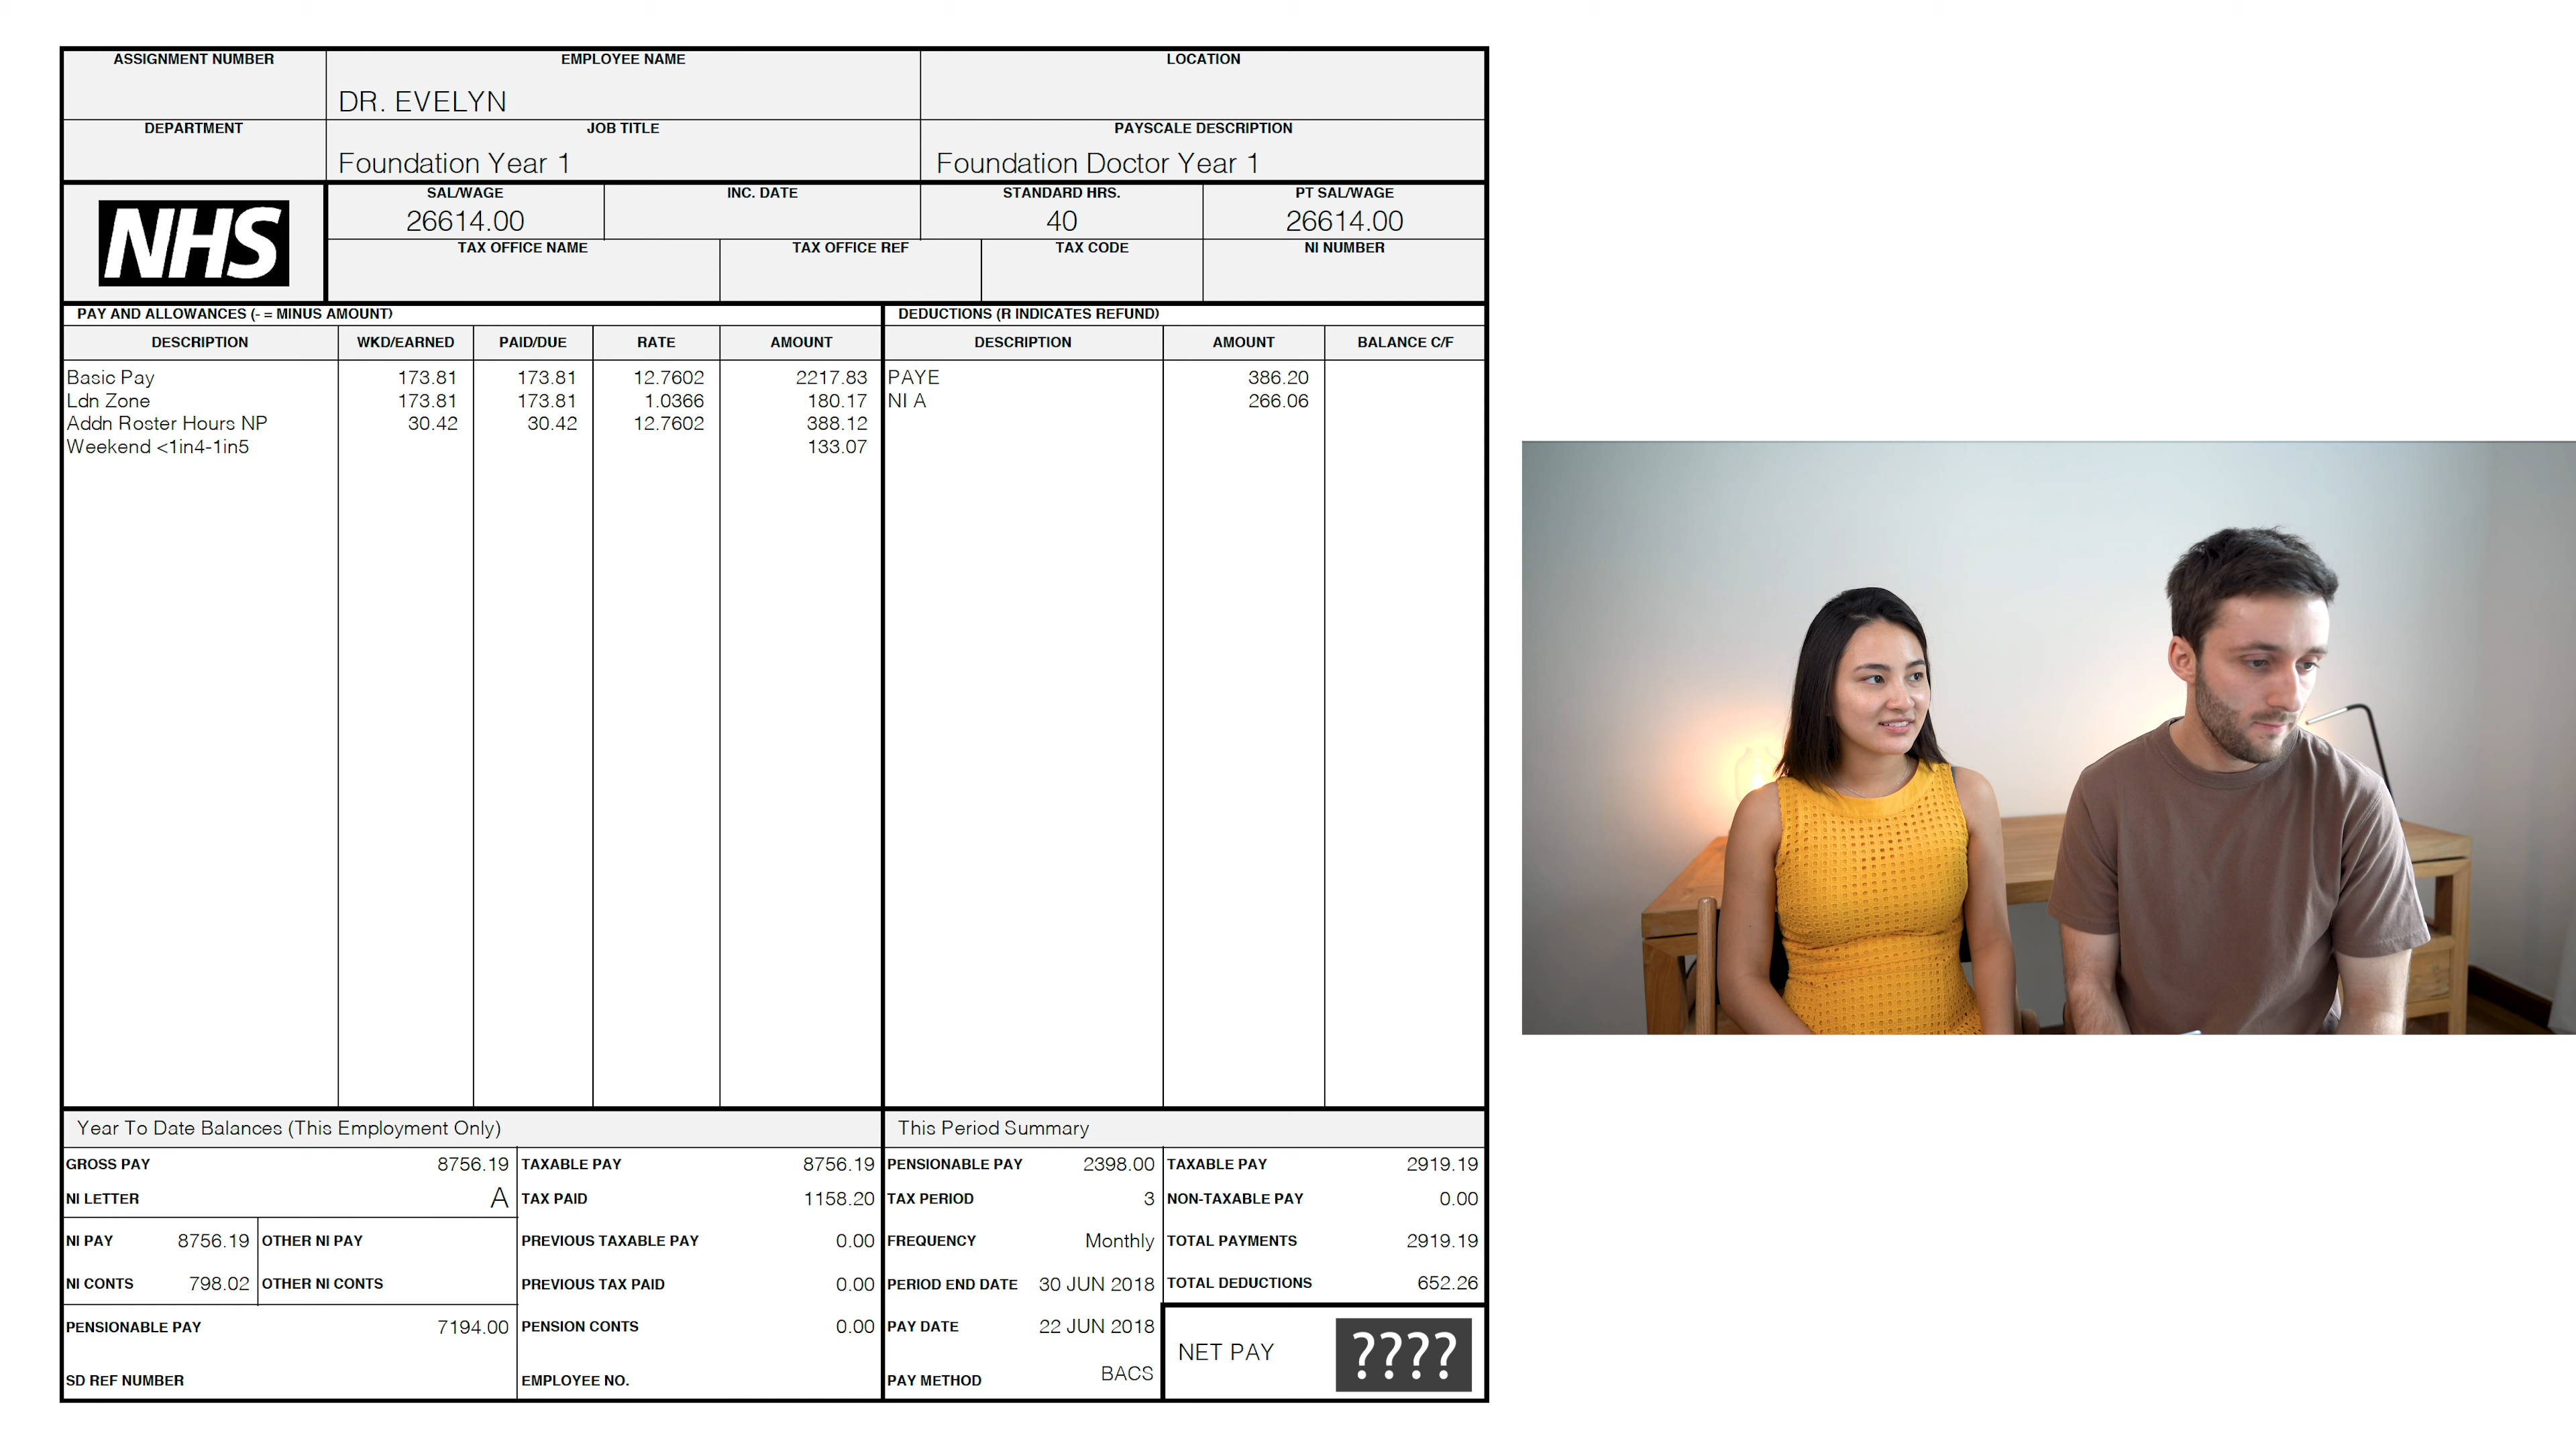 ASSIGNMENT NUMBER EMPLOYEE NAME LOCATION
DR. EVELYN
DEPARTMENT JOB TITLE PAYSCALE DESCRIPTION
Foundation Year 1 Foundation Doctor Year 1
NHS
SAL/WAGE INC. DATE STANDARD HRS. PT SAL/WAGE
26614.00 40 26614.00
TAX OFFICE NAME TAX OFFICE REF TAX CODE NI NUMBER
PAY AND ALLOWANCES (- = MINUS AMOUNT) DEDUCTIONS (R INDICATES REFUND)
DESCRIPTION WKD/EARNED PAID/DUE RATE AMOUNT DESCRIPTION AMOUNT BALANCE C/F
Basic Pay 173.81 173.81 12.7602 2217.83 PAYE 386.20
Ldn Zone 173.81 173.81 1.0366 180.17 NI A 266.06
Addn Roster Hours NP 30.42 30.42 12.7602 388.12
Weekend <1in4-1in5 133.07
Year To Date Balances (This Employment Only) This Period Summary
GROSS PAY 8756.19 TAXABLE PAY 8756.19 PENSIONABLE PAY 2398.00 TAXABLE PAY 2919.19
NI LETTER A TAX PAID 1158.20 TAX PERIOD 3 NON-TAXABLE PAY 0.00
NI PAY 8756.19 OTHER NI PAY PREVIOUS TAXABLE PAY 0.00 FREQUENCY Monthly TOTAL PAYMENTS 2919.19
NI CONTS 798.02 OTHER NI CONTS PREVIOUS TAX PAID 0.00 PERIOD END DATE 30 JUN 2018 TOTAL DEDUCTIONS 652.26
PENSIONABLE PAY 7194.00 PENSION CONTS 0.00 PAY DATE 22 JUN 2018
NET PAY ????
SD REF NUMBER EMPLOYEE NO. PAY METHOD BACS